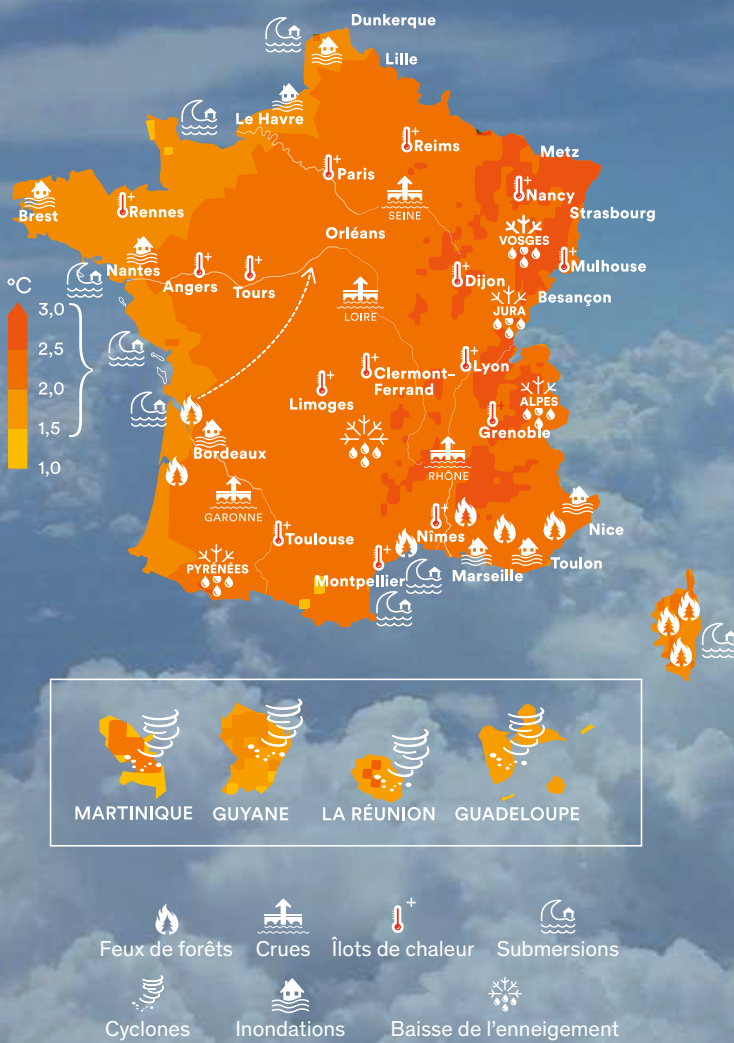 Dunkerque
Lille
Le Havre
+
Reims
+
Paris
Metz
+
Nancy
Strasbourg
SEINE
Brest
+
Rennes
Orléans
VOSGES
Nantes
+
Angers
+
Tours
+
Dijon
+
Mulhouse
Besançon
JURA
LOIRE
°C
3,0
2,5
2,0
1,5
1,0
+
Clermont-
Ferrand
+
Lyon
+
Limoges
ALPES
+
Grenoble
Bordeaux
RHÔNE
GARONNE
+
Nîmes
Nice
+
Toulouse
PYRÉNÉES
+
Montpellier
Marseille
Toulon
MARTINIQUE
GUYANE
LA RÉUNION
GUADELOUPE
+
Feux de forêts
Crues
Îlots de chaleur
Submersions
Cyclones
Inondations
Baisse de l'enneigement